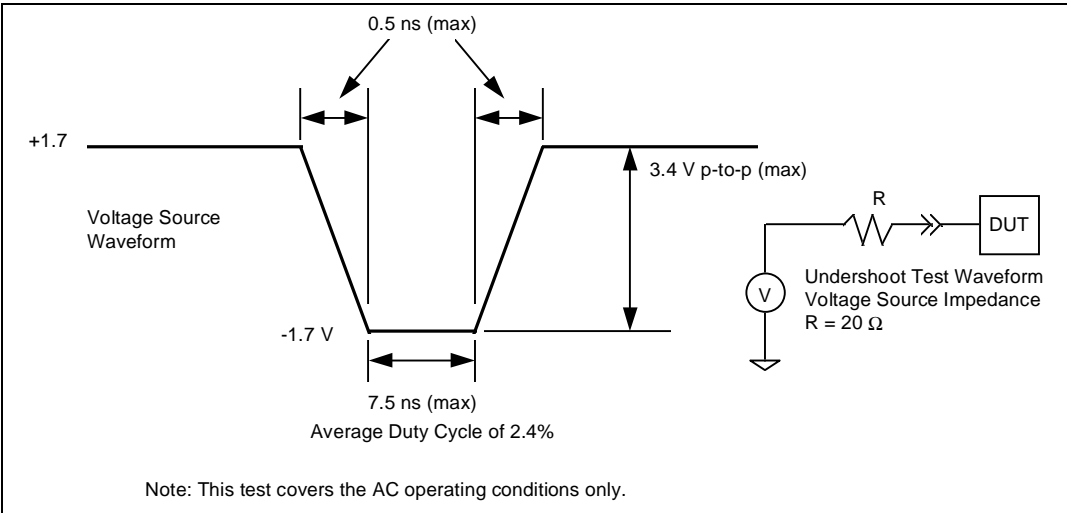 0.5 ns (max)
+1.7
3.4 V p-to-p (max)
Voltage Source
Waveform
R
DUT
V
Undershoot Test Waveform
Voltage Source Impedance
R = 20 Ω
-1.7 V
7.5 ns (max)
Average Duty Cycle of 2.4%
Note: This test covers the AC operating conditions only.